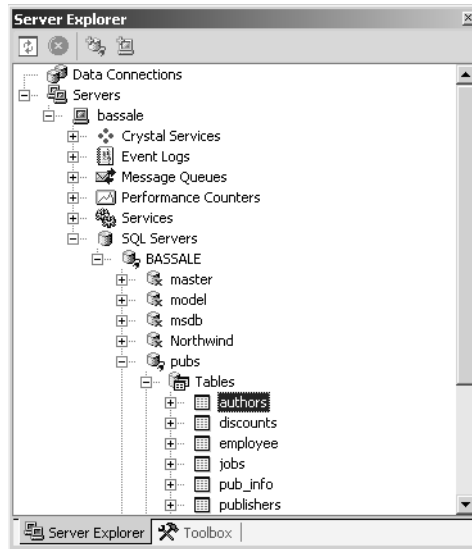 Server Explorer
Data Connections
Servers
bassale
Crystal Services
Event Logs
Message Queues
Performance Counters
Services
SQL Servers
BASSALE
master
model
msdb
Northwind
pubs
Tables
authors
discounts
employee
jobs
pub_info
publishers
Server Explorer Toolbox